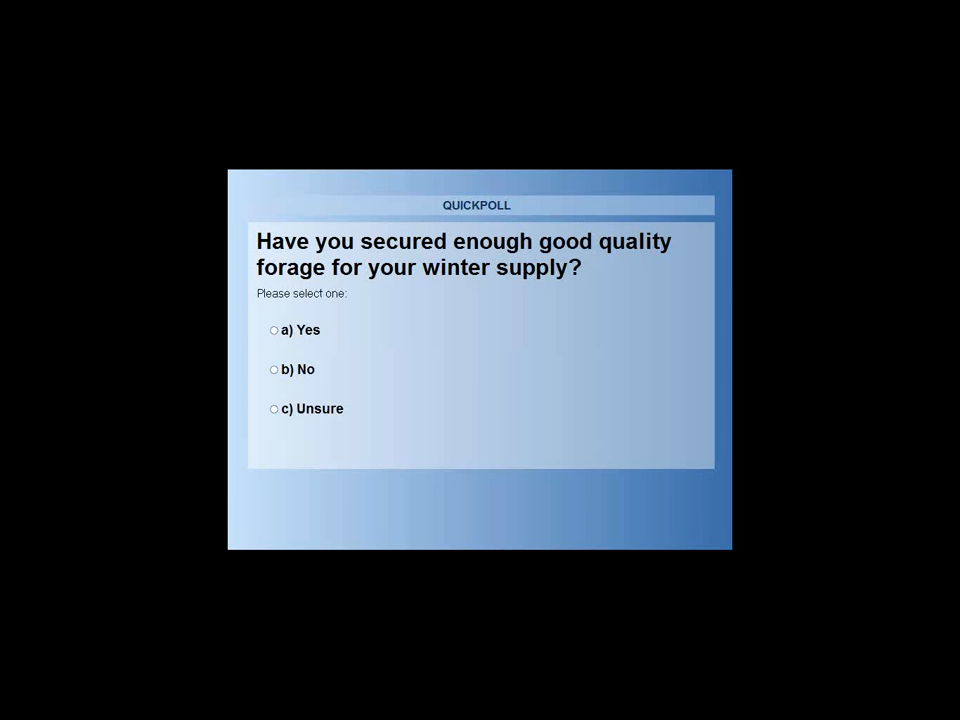 QUICKPOLL
Have you secured enough good quality
forage for your winter supply?
Please select one:
a) Yes
b) No
c) Unsure